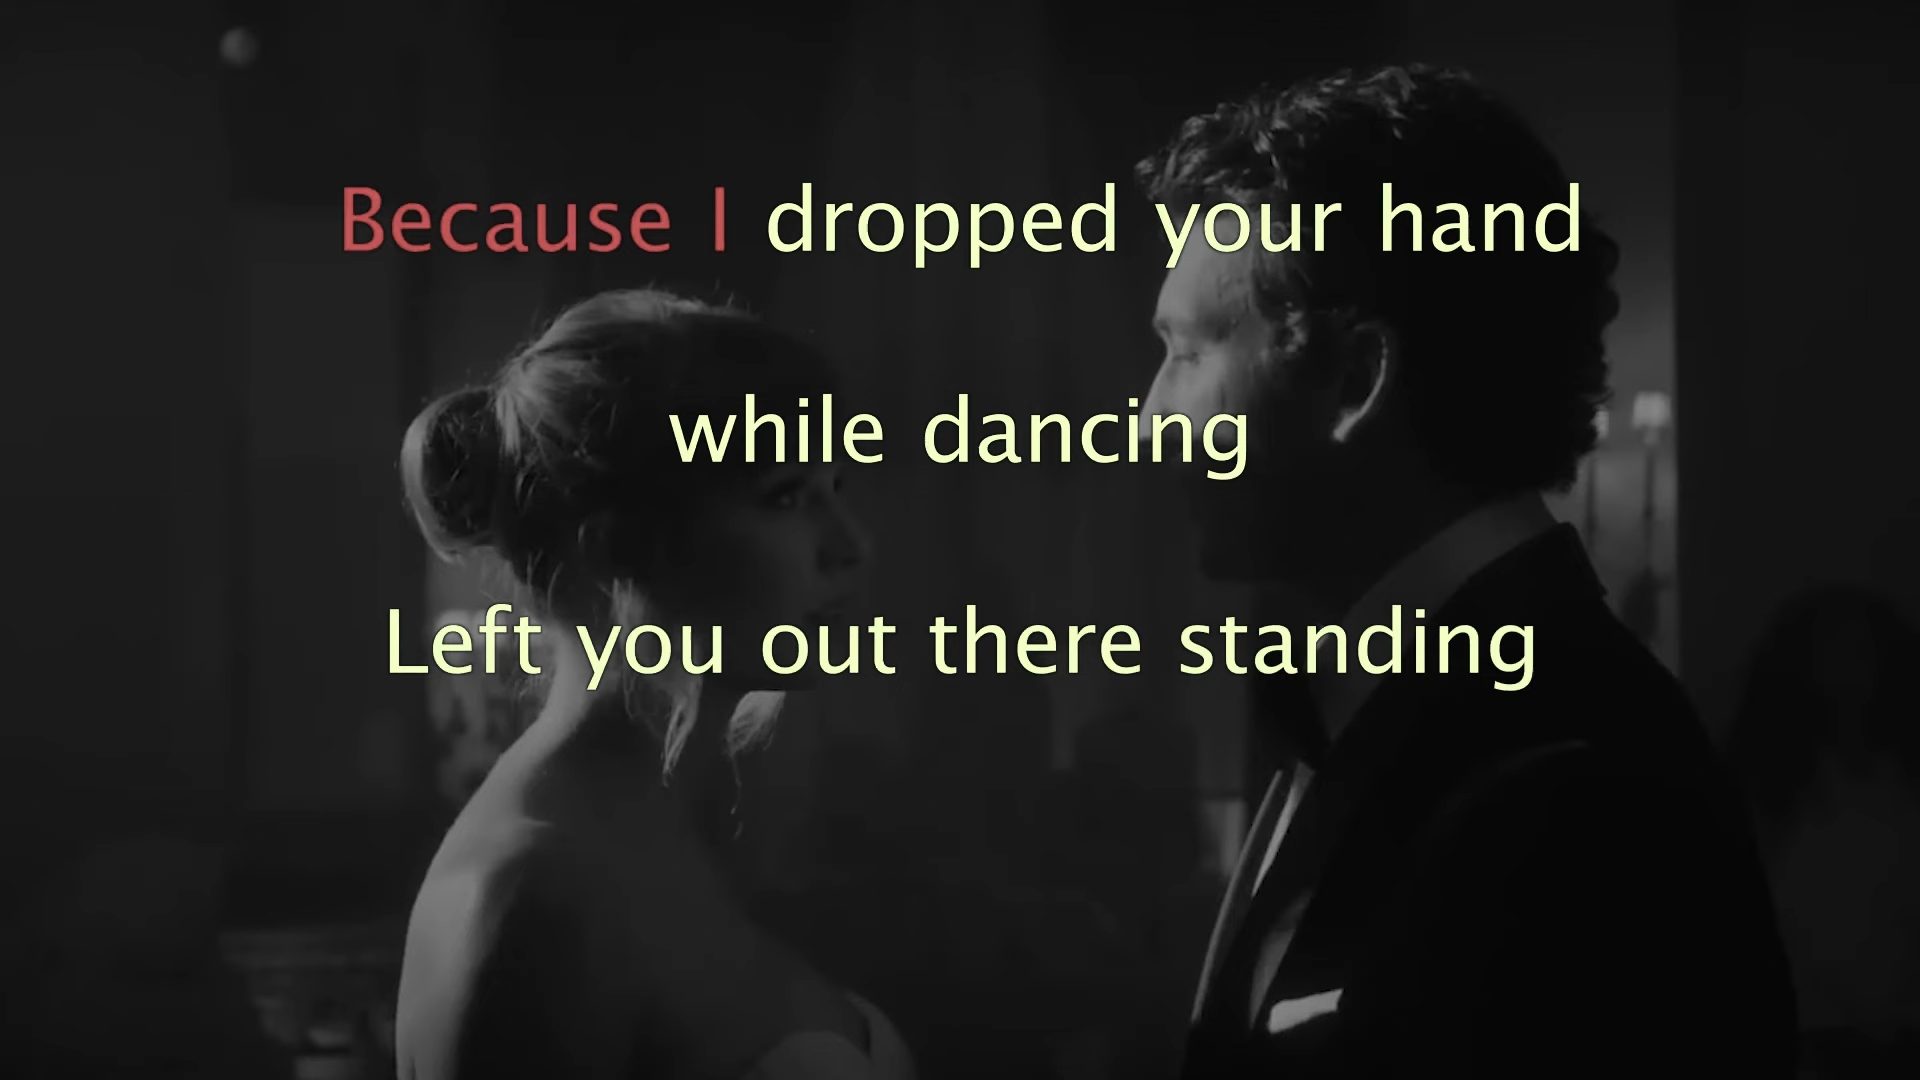 Because I dropped your hand
while dancing
Left you out there standing